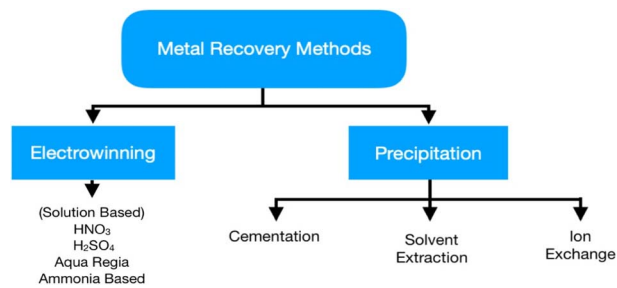 Metal Recovery Methods
Electrowinning
Precipitation
(Solution Based)
HNO₃
H₂SO₄
Aqua Regia
Ammonia Based
Cementation
Solvent
Extraction
Ion
Exchange